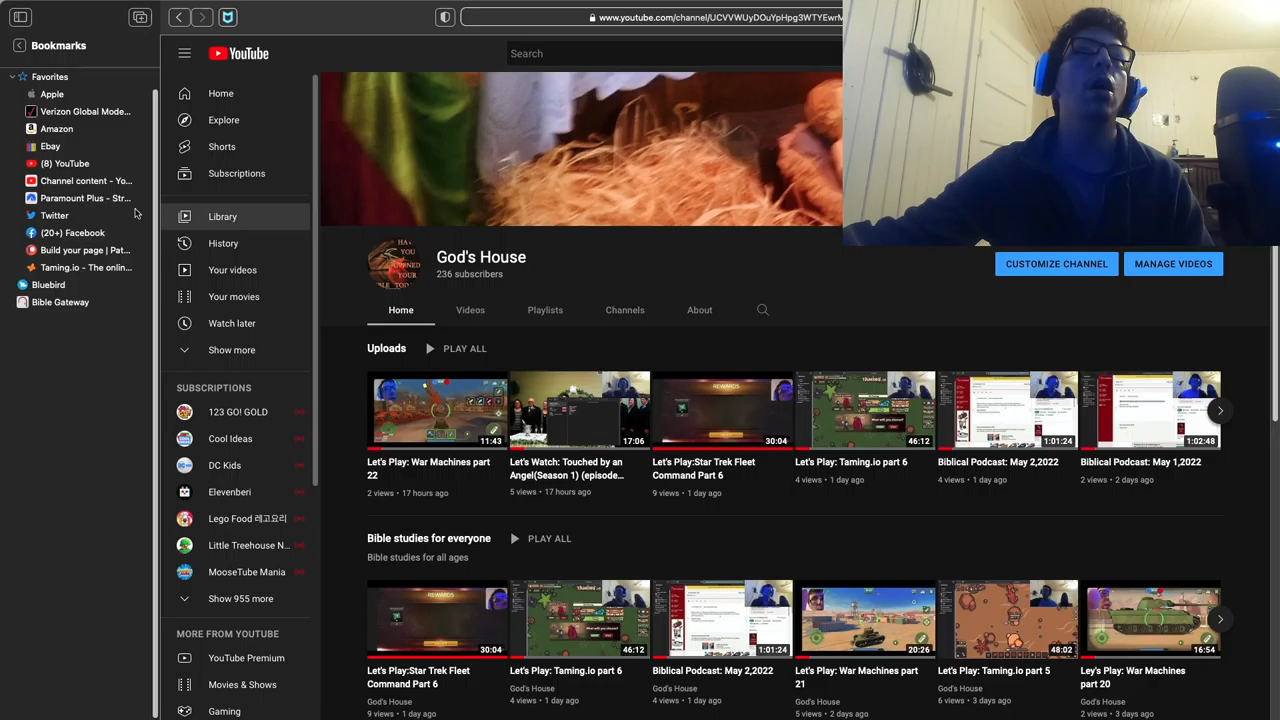 www.youtube.com/channel/UCVVWUyDOuYpHpg3WTYEwrM
Bookmarks
Favorites
Apple
Verizon Global Mode...
Amazon
Ebay
(8) YouTube
Channel content - Yo...
Paramount Plus - Str...
Twitter
(20+) Facebook
Build your page | Pat...
Taming.io - The onlin...
Bluebird
Bible Gateway
YouTube
Search
Home
Explore
Shorts
Subscriptions
Library
History
Your videos
Your movies
Watch later
Show more
SUBSCRIPTIONS
123 GO! GOLD
Cool Ideas
DC Kids
Elevenberi
Lego Food 레고요리
Little Treehouse N...
MooseTube Mania
Show 955 more
MORE FROM YOUTUBE
YouTube Premium
Movies & Shows
Gaming
HAVE
YOU
OPENED
YOUR
BIBLE TODAY
God's House
236 subscribers
CUSTOMIZE CHANNEL
MANAGE VIDEOS
Home Videos Playlists Channels About
Uploads PLAY ALL
REWARDS
TAMING.IO
11:43 17:06 30:04 46:12 1:01:24 1:02:48
Let's Play: War Machines part
22
2 views • 17 hours ago
Let's Watch: Touched by an
Angel(Season 1) (episode...
5 views • 17 hours ago
Let's Play:Star Trek Fleet
Command Part 6
9 views • 1 day ago
Let's Play: Taming.io part 6
4 views • 1 day ago
Biblical Podcast: May 2,2022
4 views • 1 day ago
Biblical Podcast: May 1,2022
2 views • 2 days ago
Bible studies for everyone PLAY ALL
Bible studies for all ages
REWARDS
30:04 46:12 1:01:24 20:26 48:02 16:54
Let's Play:Star Trek Fleet
Command Part 6
God's House
9 views • 1 day ago
Let's Play: Taming.io part 6
God's House
4 views • 1 day ago
Biblical Podcast: May 2,2022
God's House
4 views • 1 day ago
Let's Play: War Machines part
21
God's House
5 views • 2 days ago
Let's Play: Taming.io part 5
God's House
6 views • 3 days ago
Ley's Play: War Machines
part 20
God's House
2 views • 3 days ago